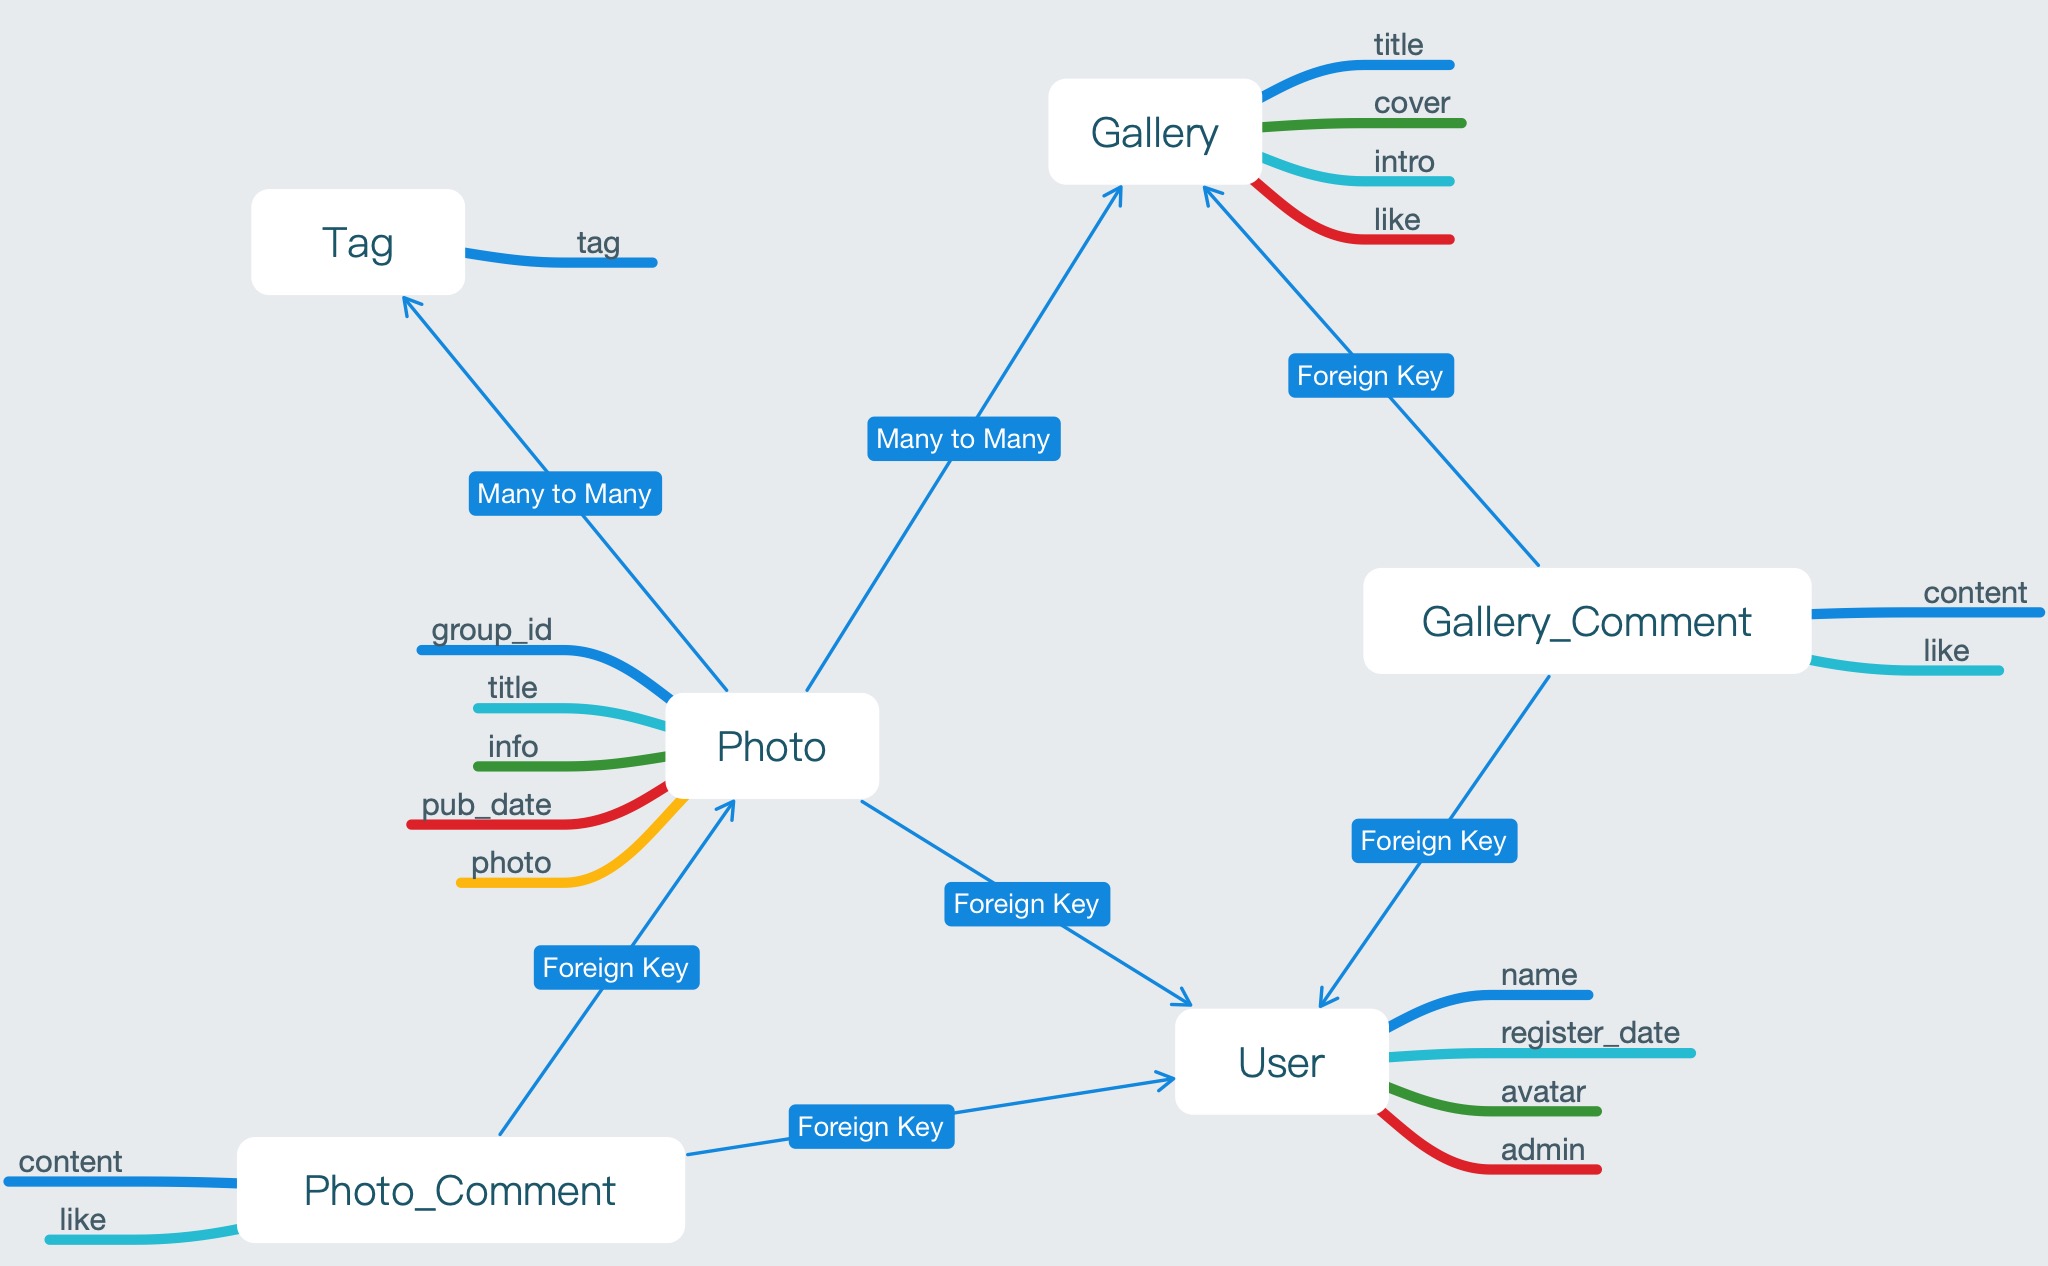 title
cover
Gallery
intro
like
Tag
tag
Foreign Key
Many to Many
Many to Many
group_id
title
info
pub_date
photo
Photo
Gallery_Comment
content
like
Foreign Key
Foreign Key
Foreign Key
name
register_date
avatar
admin
User
Foreign Key
content
like
Photo_Comment